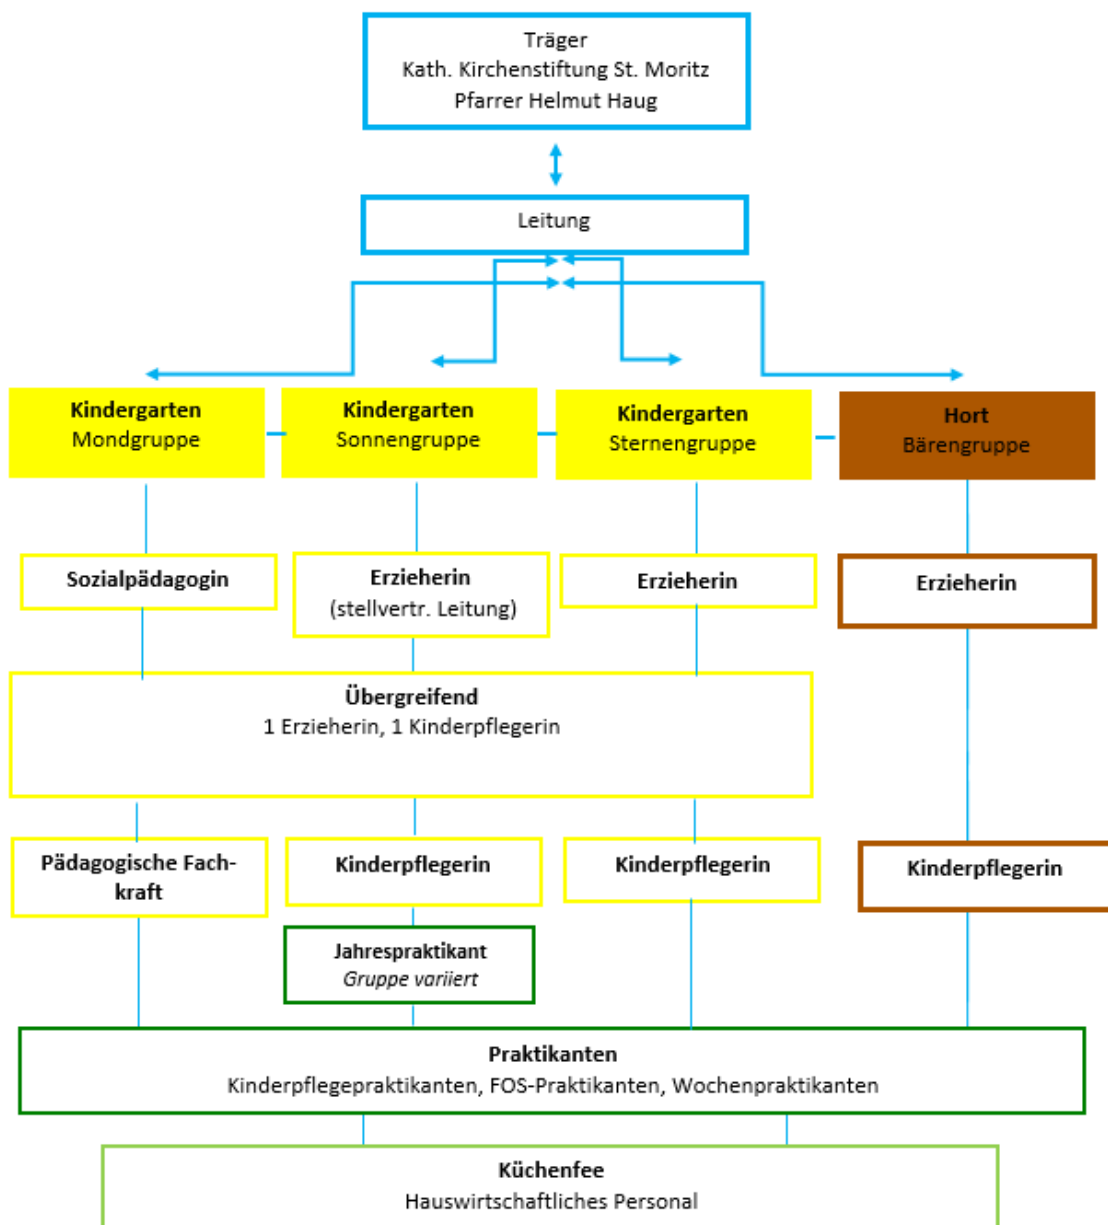 Träger
Kath. Kirchenstiftung St. Moritz
Pfarrer Helmut Haug
Leitung
Kindergarten
Mondgruppe
Kindergarten
Sonnengruppe
Kindergarten
Sternengruppe
Hort
Bärengruppe
Sozialpädagogin
Erzieherin
(stellvertr. Leitung)
Erzieherin
Erzieherin
Übergreifend
1 Erzieherin, 1 Kinderpflegerin
Pädagogische Fach-
kraft
Kinderpflegerin
Kinderpflegerin
Kinderpflegerin
Jahrespraktikant
Gruppe variiert
Praktikanten
Kinderpflegepraktikanten, FOS-Praktikanten, Wochenpraktikanten
Küchenfee
Hauswirtschaftliches Personal